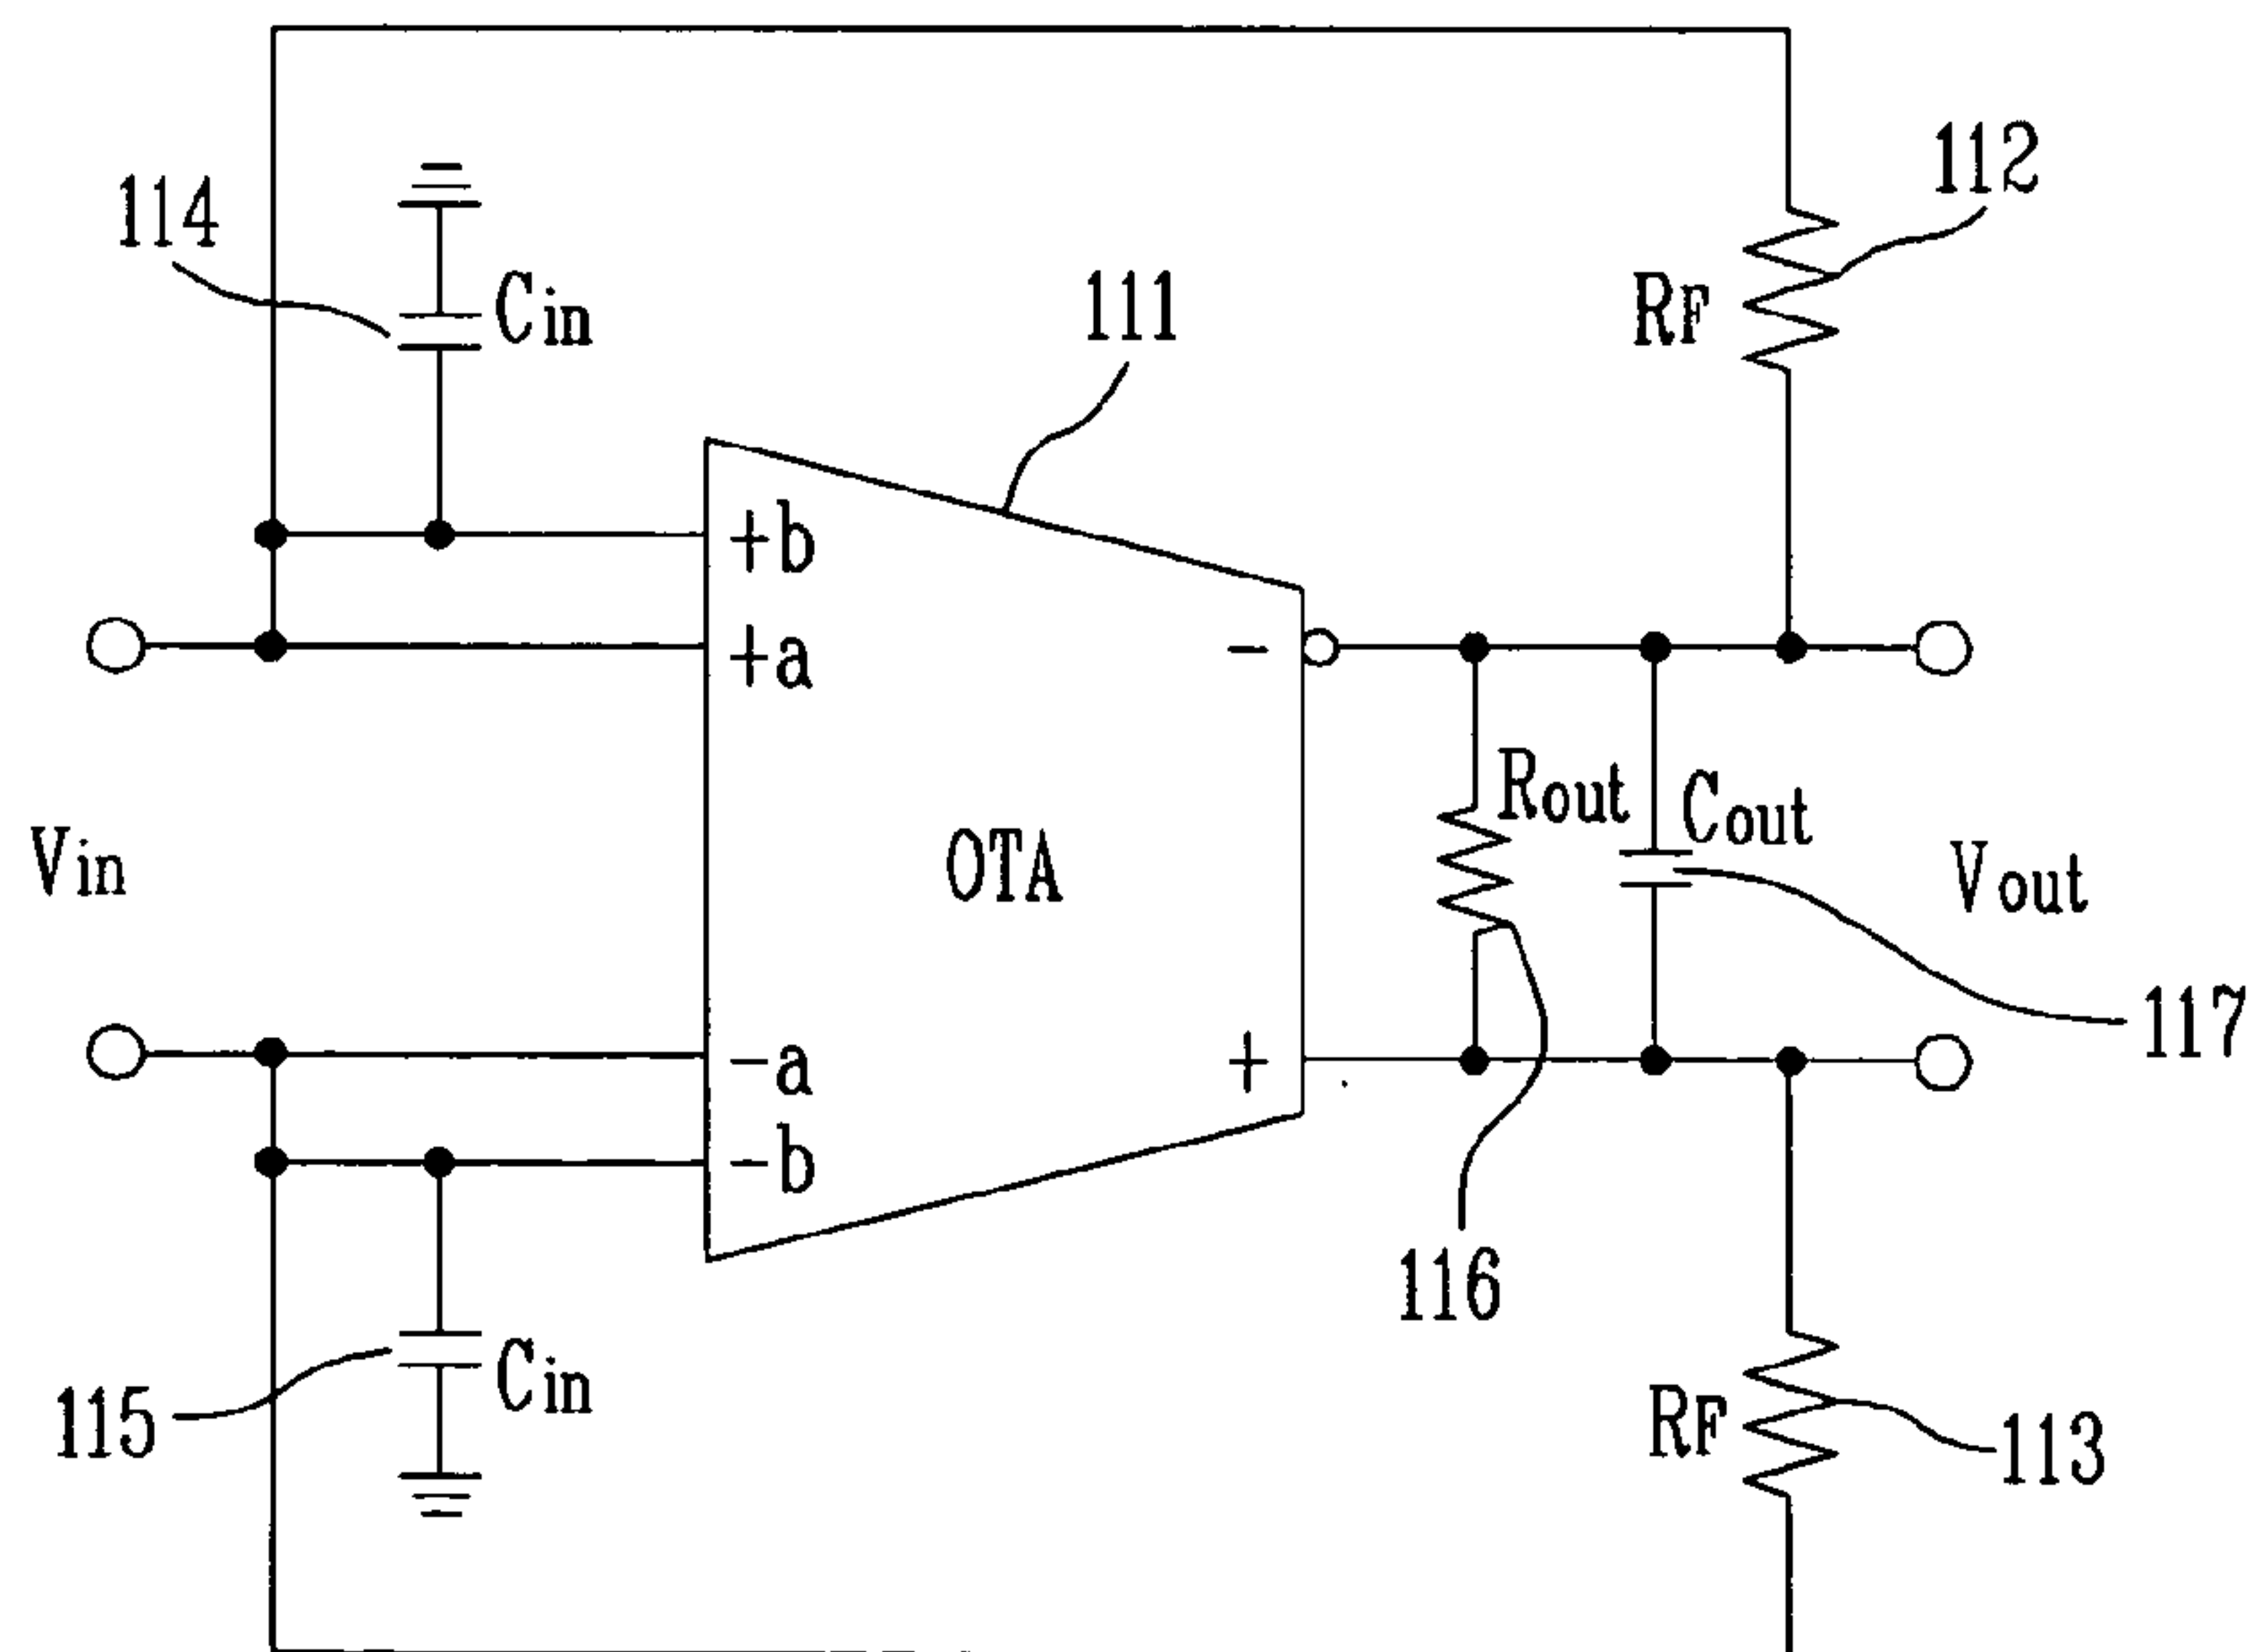 112
114
Cin
111
RF
+b
+a
-
Rout
Cout
Vin
OTA
Vout
117
+
-a
-b
116
Cin
115
RF
113